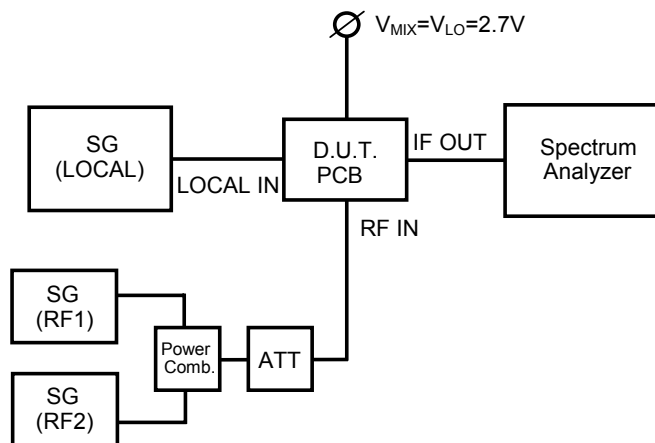 V_MIX=V_LO=2.7V
SG
(LOCAL)
LOCAL IN
D.U.T.
PCB
IF OUT
Spectrum
Analyzer
RF IN
SG
(RF1)
Power
Comb.
ATT
SG
(RF2)